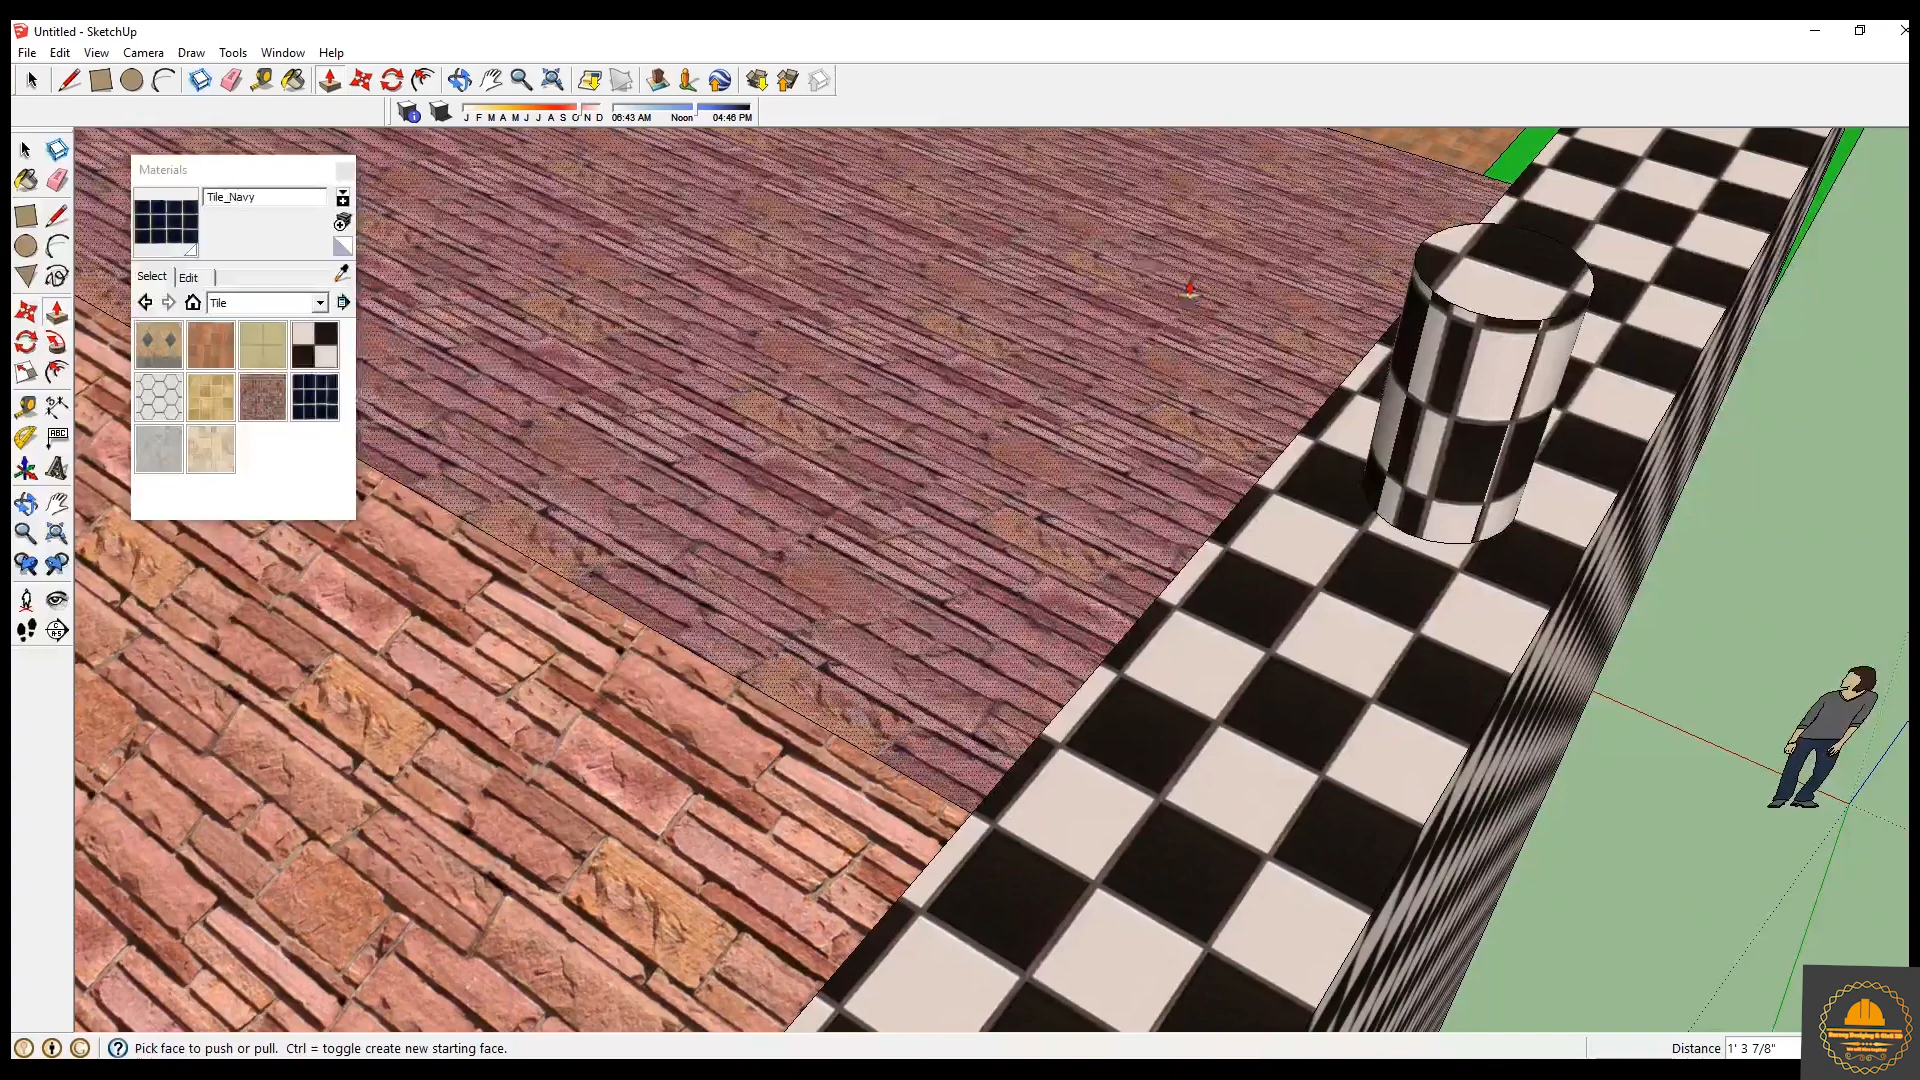 Untitled - SketchUp
File Edit View Camera Draw Tools Window Help
J F M A M J J A S O N D 06:43 AM Noon 04:46 PM
Materials
Tile_Navy
Select Edit
Tile
ABC
Pick face to push or pull. Ctrl = toggle create new starting face.
Distance 1' 3 7/8"